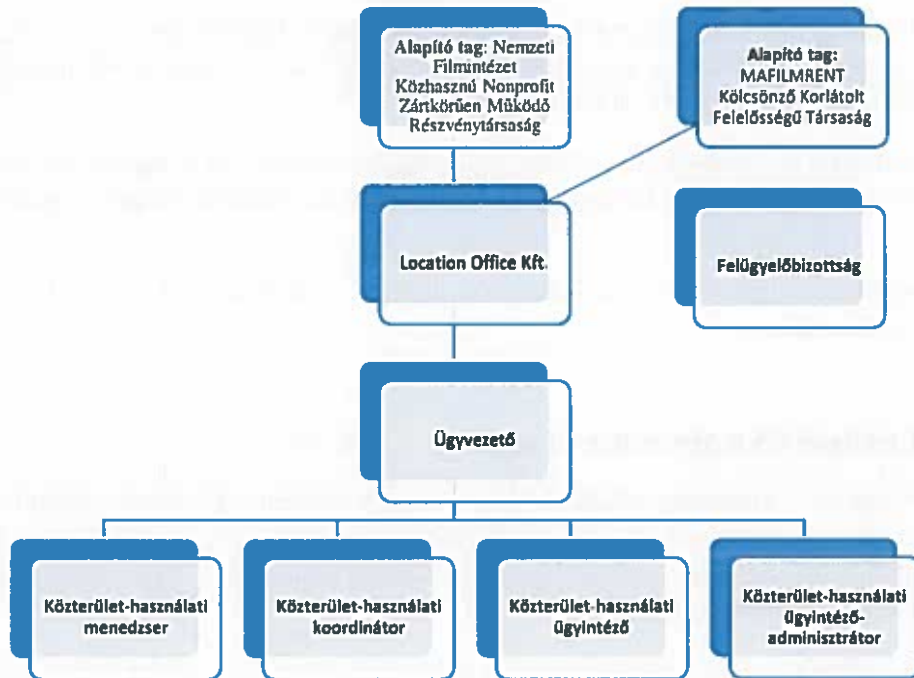 Alapító tag: Nemzeti
Filmintézet
Közhasznú Nonprofit
Zártkörűen Működő
Részvénytársaság
Alapító tag:
MAFILMRENT
Kölcsönző Korlátolt
Felelősségű Társaság
Location Office Kft.
Felügyelőbizottság
Ügyvezető
Közterület-használati
menedzser
Közterület-használati
koordinátor
Közterület-használati
ügyintéző
Közterület-használati
ügyintéző-
adminisztrátor